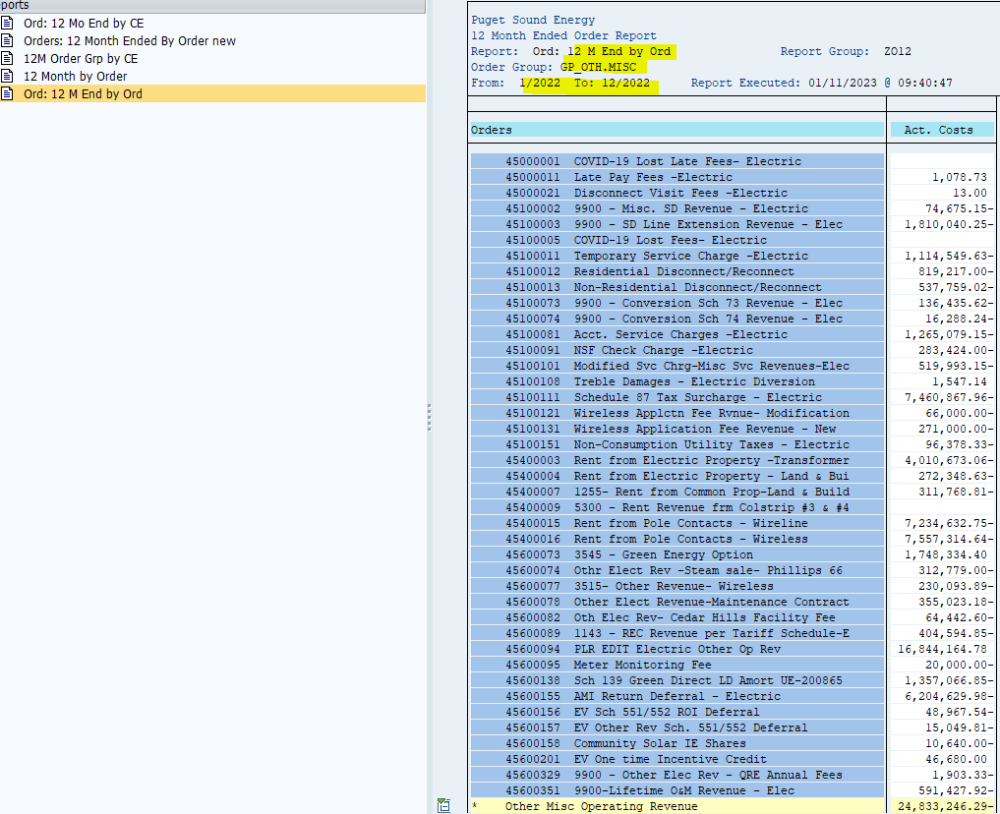 ports
Ord: 12 Mo End by CE
Orders: 12 Month Ended By Order new
12M Order Grp by CE
12 Month by Order
Ord: 12 M End by Ord
Puget Sound Energy
12 Month Ended Order Report
Report: Ord: 12 M End by Ord Report Group: ZO12
Order Group: GP_OTH.MISC
From: 1/2022 To: 12/2022 Report Executed: 01/11/2023 @ 09:40:47
Orders Act. Costs
45000001 COVID-19 Lost Late Fees- Electric
45000011 Late Pay Fees -Electric 1,078.73
45000021 Disconnect Visit Fees -Electric 13.00
45100002 9900 - Misc. SD Revenue - Electric 74,675.15-
45100003 9900 - SD Line Extension Revenue - Elec 1,810,040.25-
45100005 COVID-19 Lost Fees- Electric
45100011 Temporary Service Charge -Electric 1,114,549.63-
45100012 Residential Disconnect/Reconnect 819,217.00-
45100013 Non-Residential Disconnect/Reconnect 537,759.02-
45100073 9900 - Conversion Sch 73 Revenue - Elec 136,435.62-
45100074 9900 - Conversion Sch 74 Revenue - Elec 16,288.24-
45100081 Acct. Service Charges -Electric 1,265,079.15-
45100091 NSF Check Charge -Electric 283,424.00-
45100101 Modified Svc Chrg-Misc Svc Revenues-Elec 519,993.15-
45100108 Treble Damages - Electric Diversion 1,547.14
45100111 Schedule 87 Tax Surcharge - Electric 7,460,867.96-
45100121 Wireless Applctn Fee Rvnue- Modification 66,000.00-
45100131 Wireless Application Fee Revenue - New 271,000.00-
45100151 Non-Consumption Utility Taxes - Electric 96,378.33-
45400003 Rent from Electric Property -Transformer 4,010,673.06-
45400004 Rent from Electric Property - Land & Bui 272,348.63-
45400007 1255- Rent from Common Prop-Land & Build 311,768.81-
45400009 5300 - Rent Revenue frm Colstrip #3 & #4
45400015 Rent from Pole Contacts - Wireline 7,234,632.75-
45400016 Rent from Pole Contacts - Wireless 7,557,314.64-
45600073 3545 - Green Energy Option 1,748,334.40
45600074 Othr Elect Rev -Steam sale- Phillips 66 312,779.00-
45600077 3515- Other Revenue- Wireless 230,093.89-
45600078 Other Elect Revenue-Maintenance Contract 355,023.18-
45600082 Oth Elec Rev- Cedar Hills Facility Fee 64,442.60-
45600089 1143 - REC Revenue per Tariff Schedule-E 404,594.85-
45600094 PLR EDIT Electric Other Op Rev 16,844,164.78
45600095 Meter Monitoring Fee 20,000.00-
45600138 Sch 139 Green Direct LD Amort UE-200865 1,357,066.85-
45600155 AMI Return Deferral - Electric 6,204,629.98-
45600156 EV Sch 551/552 ROI Deferral 48,967.54-
45600157 EV Other Rev Sch. 551/552 Deferral 15,049.81-
45600158 Community Solar IE Shares 10,640.00-
45600201 EV One time Incentive Credit 46,680.00
45600329 9900 - Other Elec Rev - QRE Annual Fees 1,903.33-
45600351 9900-Lifetime O&M Revenue - Elec 591,427.92-
* Other Misc Operating Revenue 24,833,246.29-